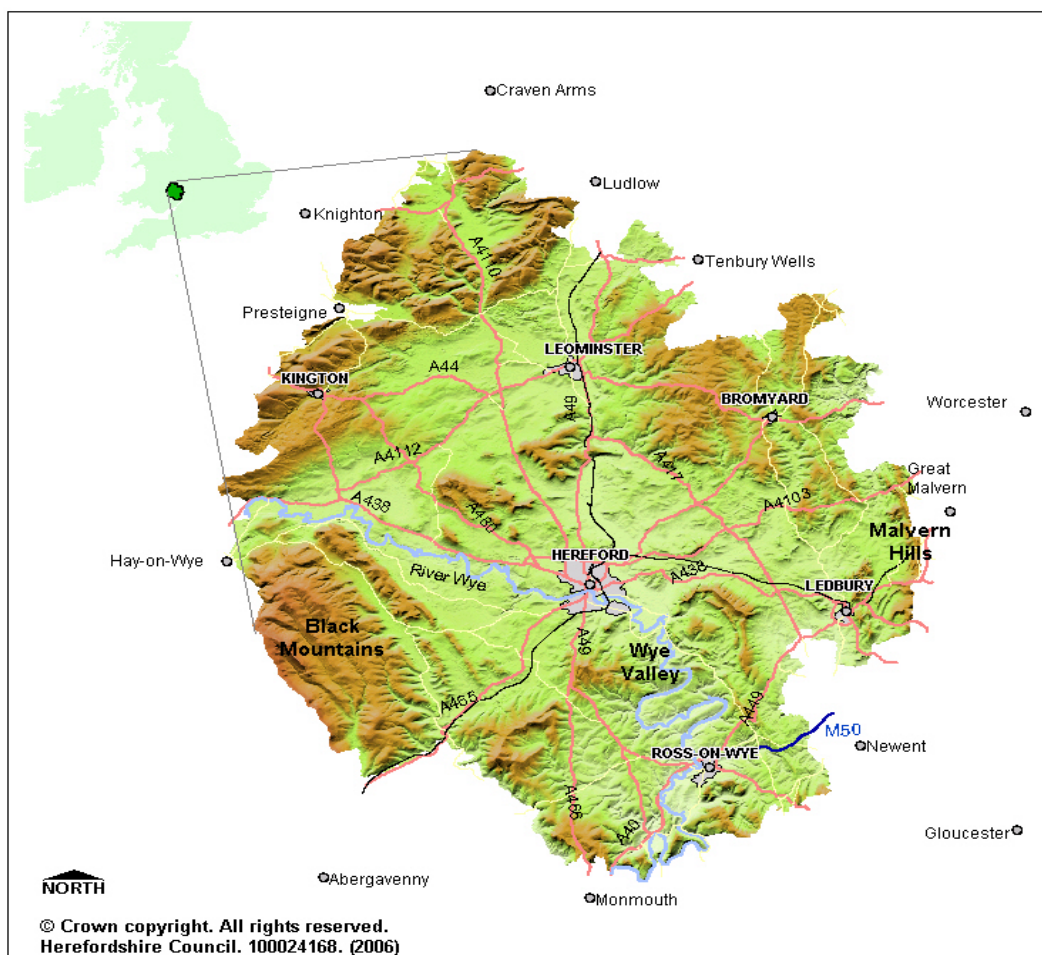 Craven Arms
Ludlow
Knighton
A4110
Tenbury Wells
Presteigne
LEOMINSTER
A44
KINGTON
A49
BROMYARD
Worcester
A4112
A417
Great
Malvern
A4103
A438
A480
Malvern
Hills
HEREFORD
Hay-on-Wye
River Wye
A438
LEDBURY
Black
Mountains
A49
Wye
Valley
A465
A449
M50
Newent
ROSS-ON-WYE
A466
A40
Gloucester
Abergavenny
NORTH
Monmouth
© Crown copyright. All rights reserved.
Herefordshire Council. 100024168. (2006)